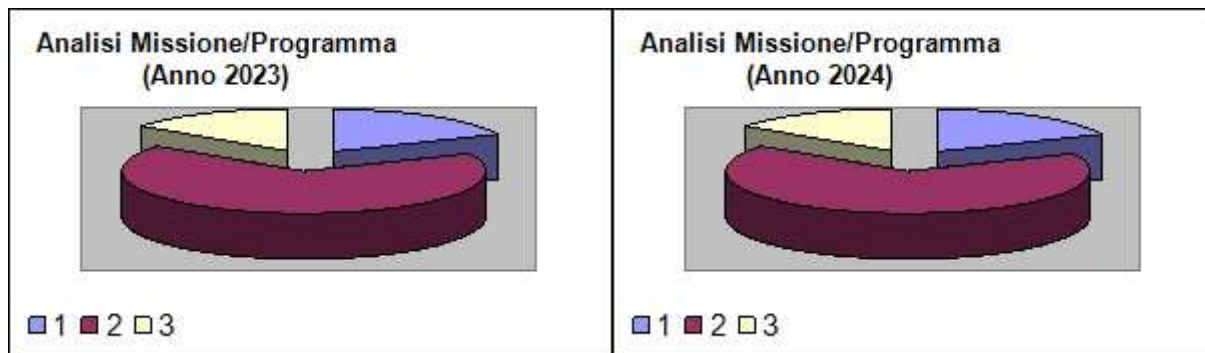 Analisi Missione/Programma
(Anno 2023)
1 2 3
Analisi Missione/Programma
(Anno 2024)
1 2 3